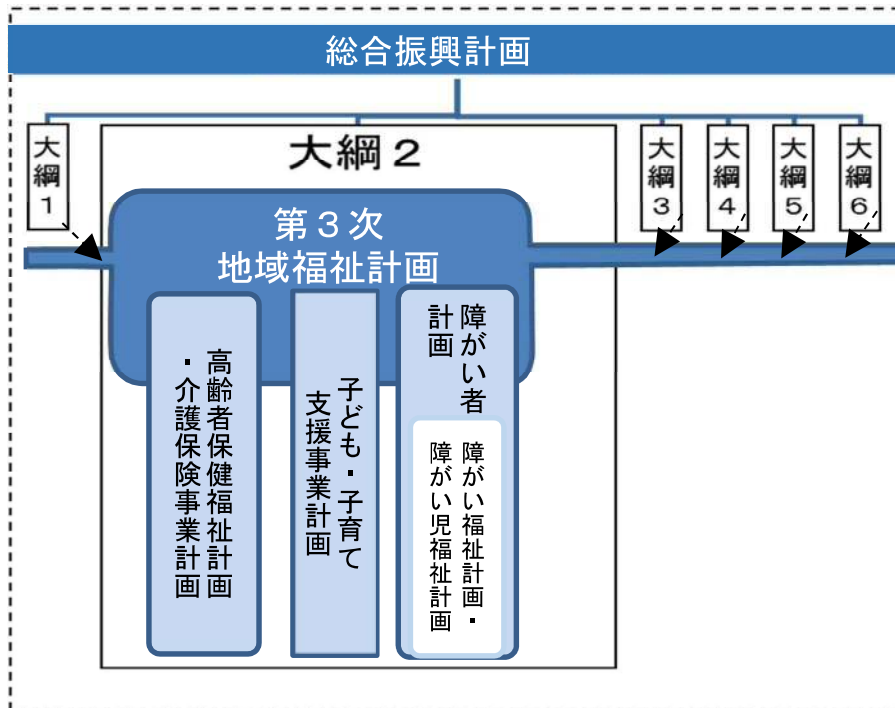 総合振興計画
大綱1
大綱２
大綱3
大綱4
大綱5
大綱6
第３次
地域福祉計画
高齢者保健福祉計画
・介護保険事業計画
子ども・子育て
支援事業計画
障がい者
計画
障がい福祉計画・
障がい児福祉計画